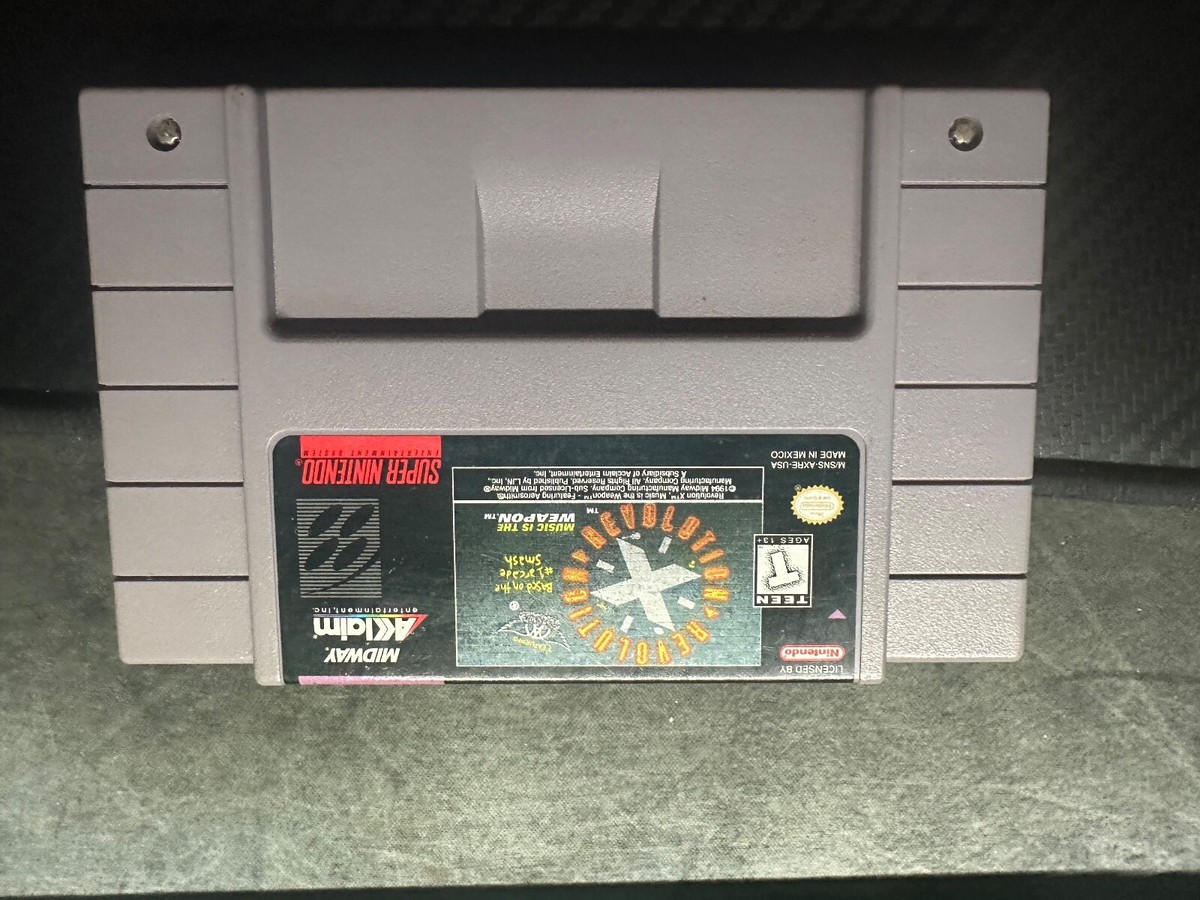 LICENSED BY
Nintendo
TEEN
T
AGES 13+
M/SNS-AXRE-USA
MADE IN MEXICO
REVOLUTION
REVOLUTION
X
FEATURING
Based on the
#1 arcade
Smash
MUSIC IS THE
WEAPON.™
TM
Revolution X™, Music is the Weapon™ - Featuring Aerosmith®
©1994 Midway Manufacturing Company. Sub-Licensed from Midway®
Manufacturing Company. All Rights Reserved. Published by LJN, Inc.,
A Subsidiary of Acclaim Entertainment, Inc.
MIDWAY.
AKKlaim
entertainment, inc.
SUPER NINTENDO®
ENTERTAINMENT SYSTEM